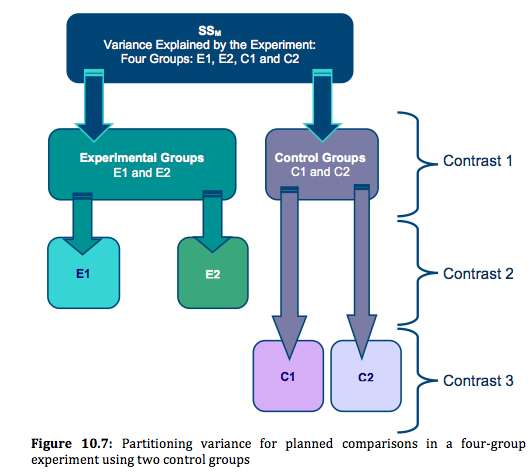 SSM
Variance Explained by the Experiment:
Four Groups: E1, E2, C1 and C2
Experimental Groups
E1 and E2
Control Groups
C1 and C2
Contrast 1
E1
E2
Contrast 2
C1
C2
Contrast 3
Figure 10.7: Partitioning variance for planned comparisons in a four-group
experiment using two control groups